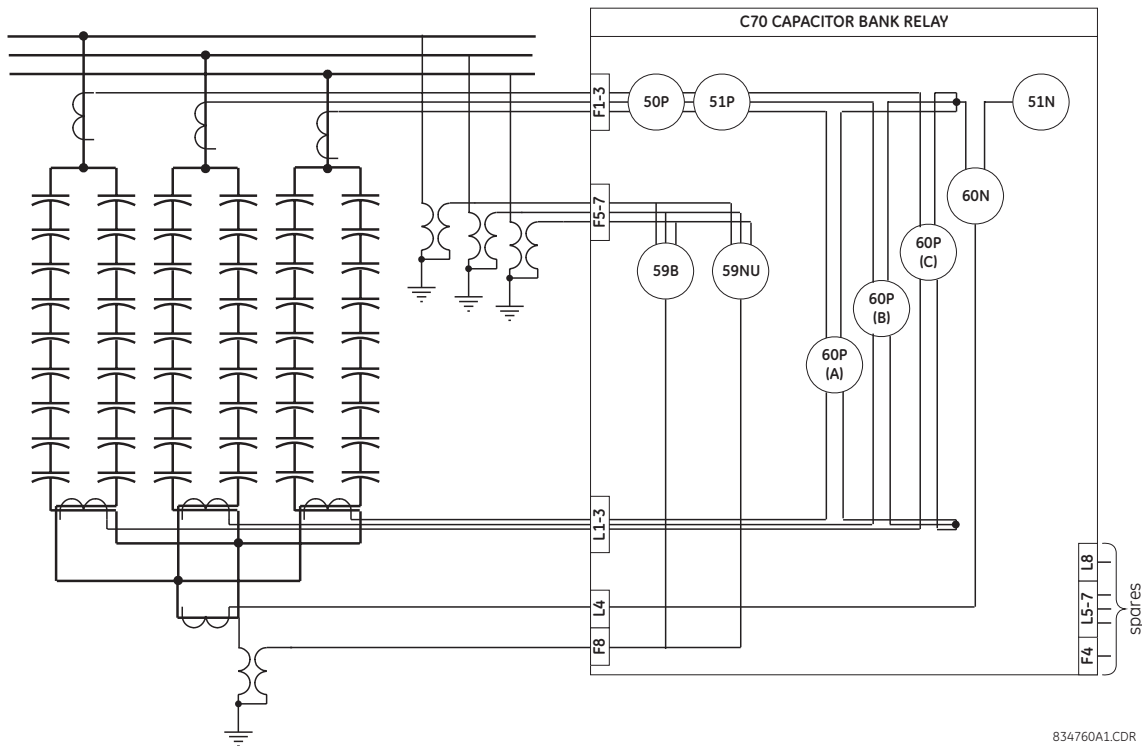 C70 CAPACITOR BANK RELAY
F1-3
50P
51P
51N
60N
F5-7
59B
59NU
60P
(C)
60P
(B)
60P
(A)
L1-3
L8
L5-7
F4
spares
L4
F8
834760A1.CDR